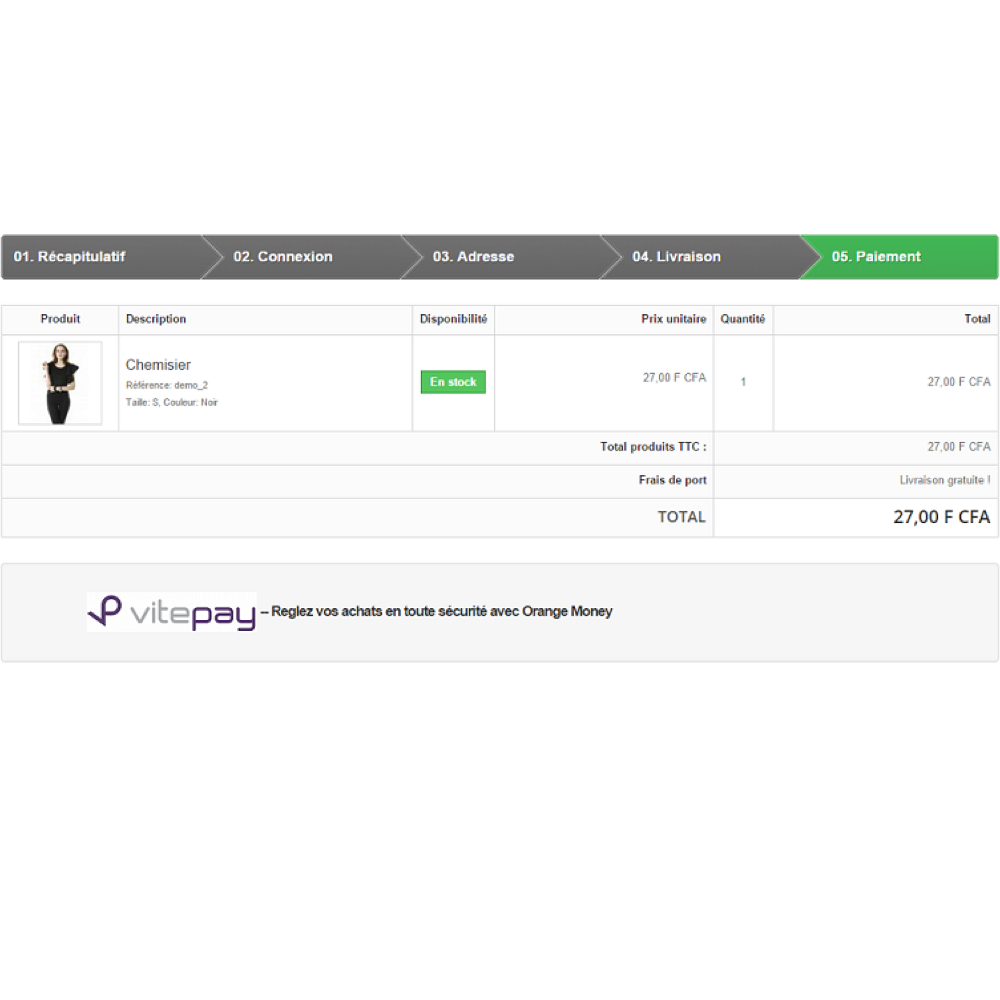 01. Récapitulatif 02. Connexion 03. Adresse 04. Livraison 05. Paiement
Produit Description Disponibilité Prix unitaire Quantité Total
Chemisier
Référence: demo_2
Taille: S, Couleur: Noir
En stock 27,00 F CFA 1 27,00 F CFA
Total produits TTC : 27,00 F CFA
Frais de port Livraison gratuite !
TOTAL 27,00 F CFA
vitepay – Reglez vos achats en toute sécurité avec Orange Money